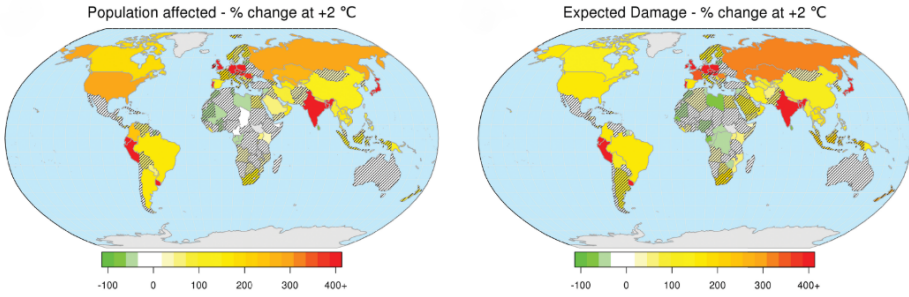 Population affected - % change at +2 ℃
Expected Damage - % change at +2 ℃
-100 0 100 200 300 400+
-100 0 100 200 300 400+